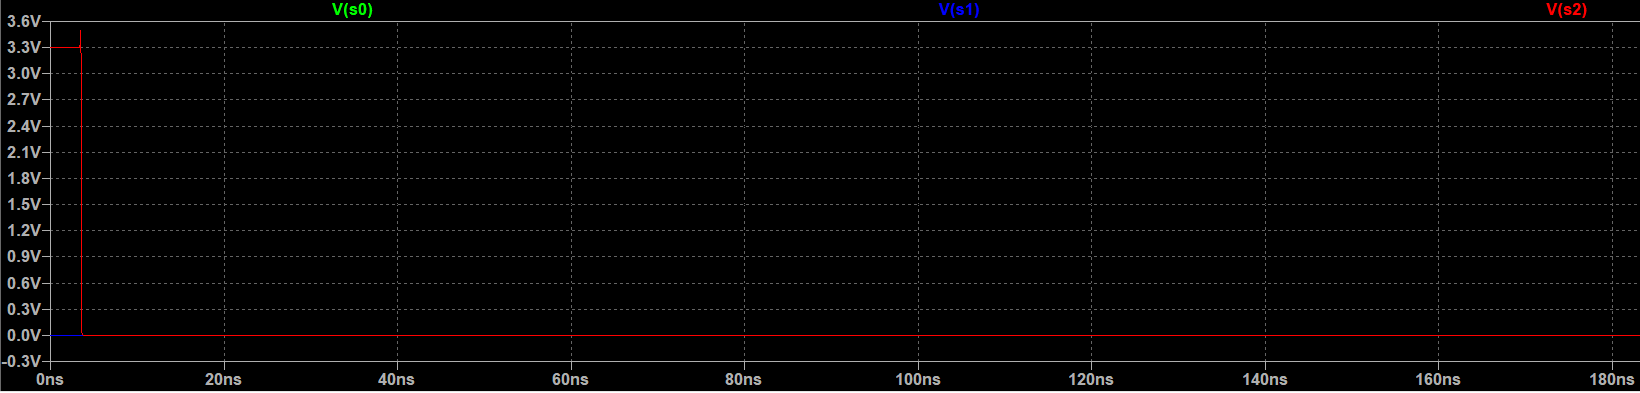 V(s0) V(s1) V(s2)
3.6V
3.3V
3.0V
2.7V
2.4V
2.1V
1.8V
1.5V
1.2V
0.9V
0.6V
0.3V
0.0V
-0.3V
0ns 20ns 40ns 60ns 80ns 100ns 120ns 140ns 160ns 180ns